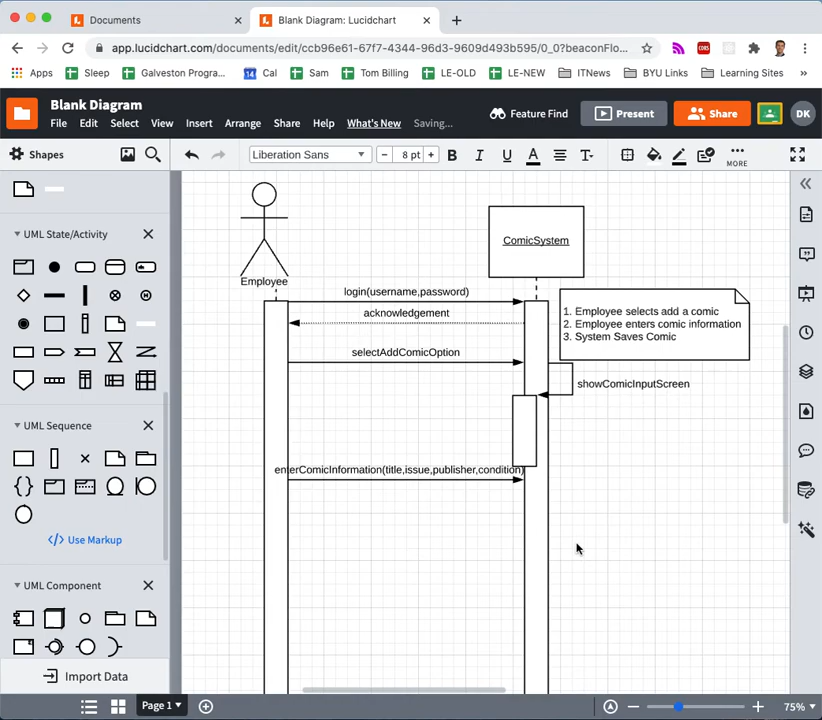 Documents
Blank Diagram: Lucidchart
app.lucidchart.com/documents/edit/ccb96e61-67f7-4344-96d3-9609d493b595/0_0?beaconFlo...
Apps
Sleep
Galveston Progra...
Cal
Sam
Tom Billing
LE-OLD
LE-NEW
ITNews
BYU Links
Learning Sites
Blank Diagram
File
Edit
Select
View
Insert
Arrange
Share
Help
What's New
Saving...
Feature Find
Present
Share
DK
Shapes
Liberation Sans
8 pt
B
I
U
A
T
MORE
UML State/Activity
UML Sequence
Use Markup
UML Component
Import Data
Employee
ComicSystem
login(username,password)
acknowledgement
1. Employee selects add a comic
2. Employee enters comic information
3. System Saves Comic
selectAddComicOption
showComicInputScreen
enterComicInformation(title,issue,publisher,condition)
Page 1
75%